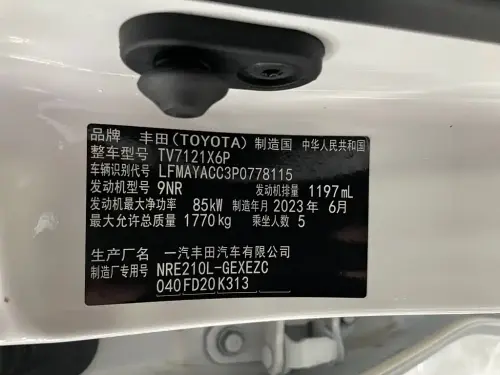 品牌 丰田(TOYOTA) 制造国 中华人民共和国
整车型号 TV7121X6P
车辆识别代号 LFMAYACC3P0778115
发动机型号 9NR 发动机排量 1197mL
发动机最大净功率 85kW 制造年月 2023年 6月
最大允许总质量 1770kg 乘坐人数 5
生产厂名 一汽丰田汽车有限公司
制造厂专用号 NRE210L-GEXEZC
040 FD20 K313